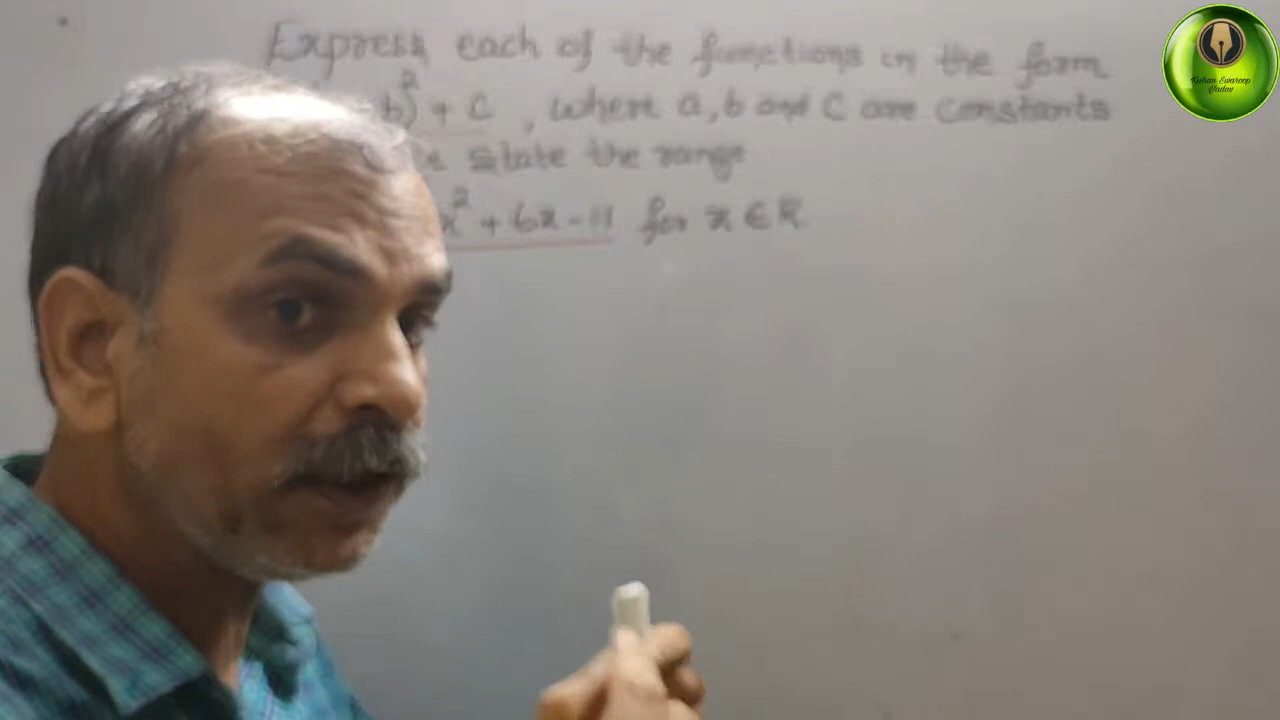 Express each of the functions in the form
b)² + C , where a, b and C are constants
state the range
x² + 6x - 11 for x ∈ R
Yadav